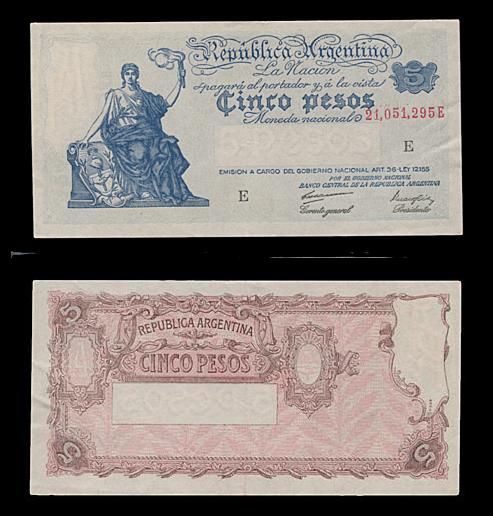 República Argentina
La Nación
pagará al portador y á la vista
5
Cinco pesos
Moneda nacional
21,051,295E
E
EMISION A CARGO DEL GOBIERNO NACIONAL ART. 36-LEY 12155
POR EL GOBIERNO NACIONAL
BANCO CENTRAL DE LA REPUBLICA ARGENTINA
E
Gerente general
Presidente
5
REPUBLICA ARGENTINA
CINCO PESOS
5
5